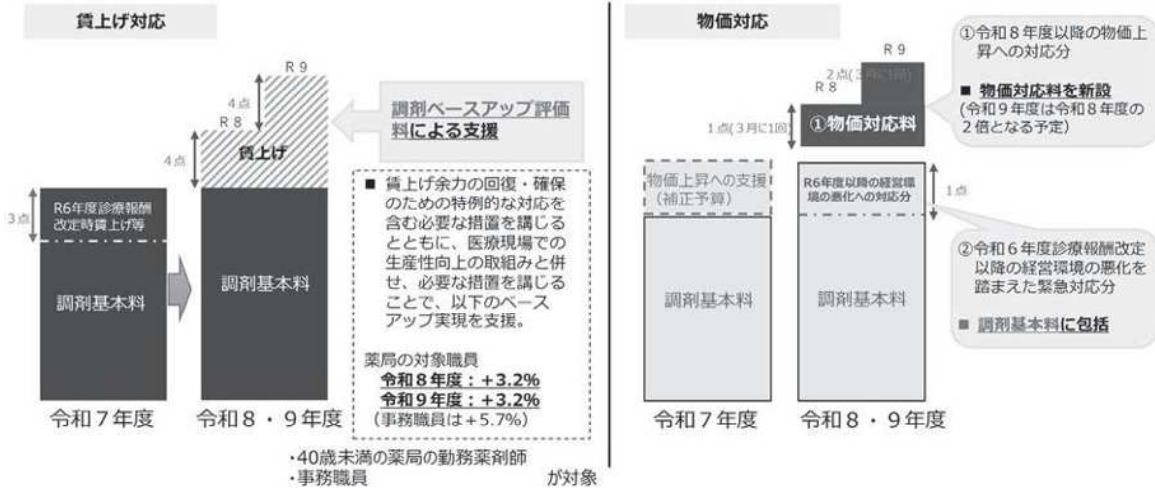 賃上げ対応
R 9
4点
R 8
4点
賃上げ
3点
R6年度診療報酬
改定時賃上げ等
調剤基本料
調剤基本料
令和7年度
令和8・9年度
調剤ベースアップ評価
料による支援
■ 賃上げ余力の回復・確保
のための特例的な対応を
含む必要な措置を講じる
とともに、医療現場での
生産性向上の取組みと併
せ、必要な措置を講じる
ことで、以下のベース
アップ実現を支援。
薬局の対象職員
令和8年度：+3.2%
令和9年度：+3.2%
（事務職員は+5.7%）
・40歳未満の薬局の勤務薬剤師
・事務職員 が対象
物価対応
R 9
2点(3月に1回)
R 8
1点(3月に1回)
①物価対応料
物価上昇への支援
（補正予算）
R6年度以降の経営環
境の悪化への対応分
1点
調剤基本料
調剤基本料
令和7年度
令和8・9年度
①令和8年度以降の物価上
昇への対応分
■ 物価対応料を新設
(令和9年度は令和8年度の
2倍となる予定)
②令和6年度診療報酬改定
以降の経営環境の悪化を
踏まえた緊急対応分
■ 調剤基本料に包括